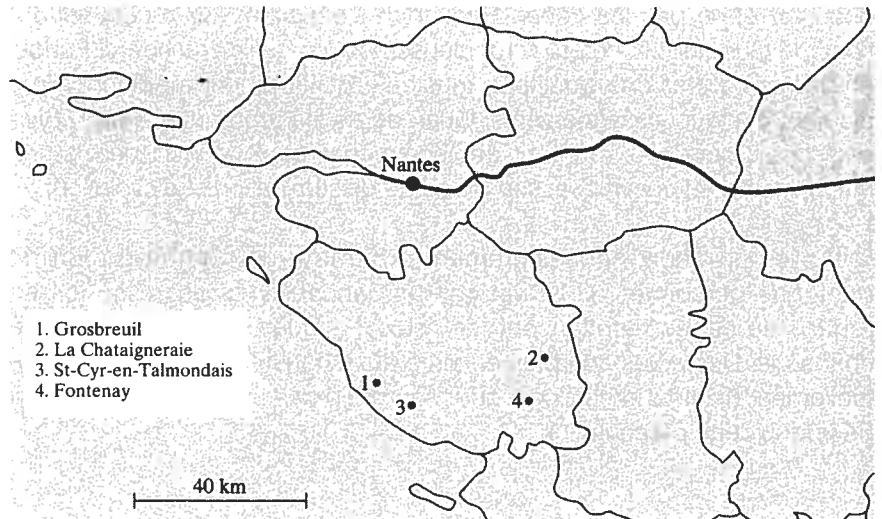 Nantes
1. Grosbreuil
2. La Chataigneraie
3. St-Cyr-en-Talmondais
4. Fontenay
2
1
3
4
40 km